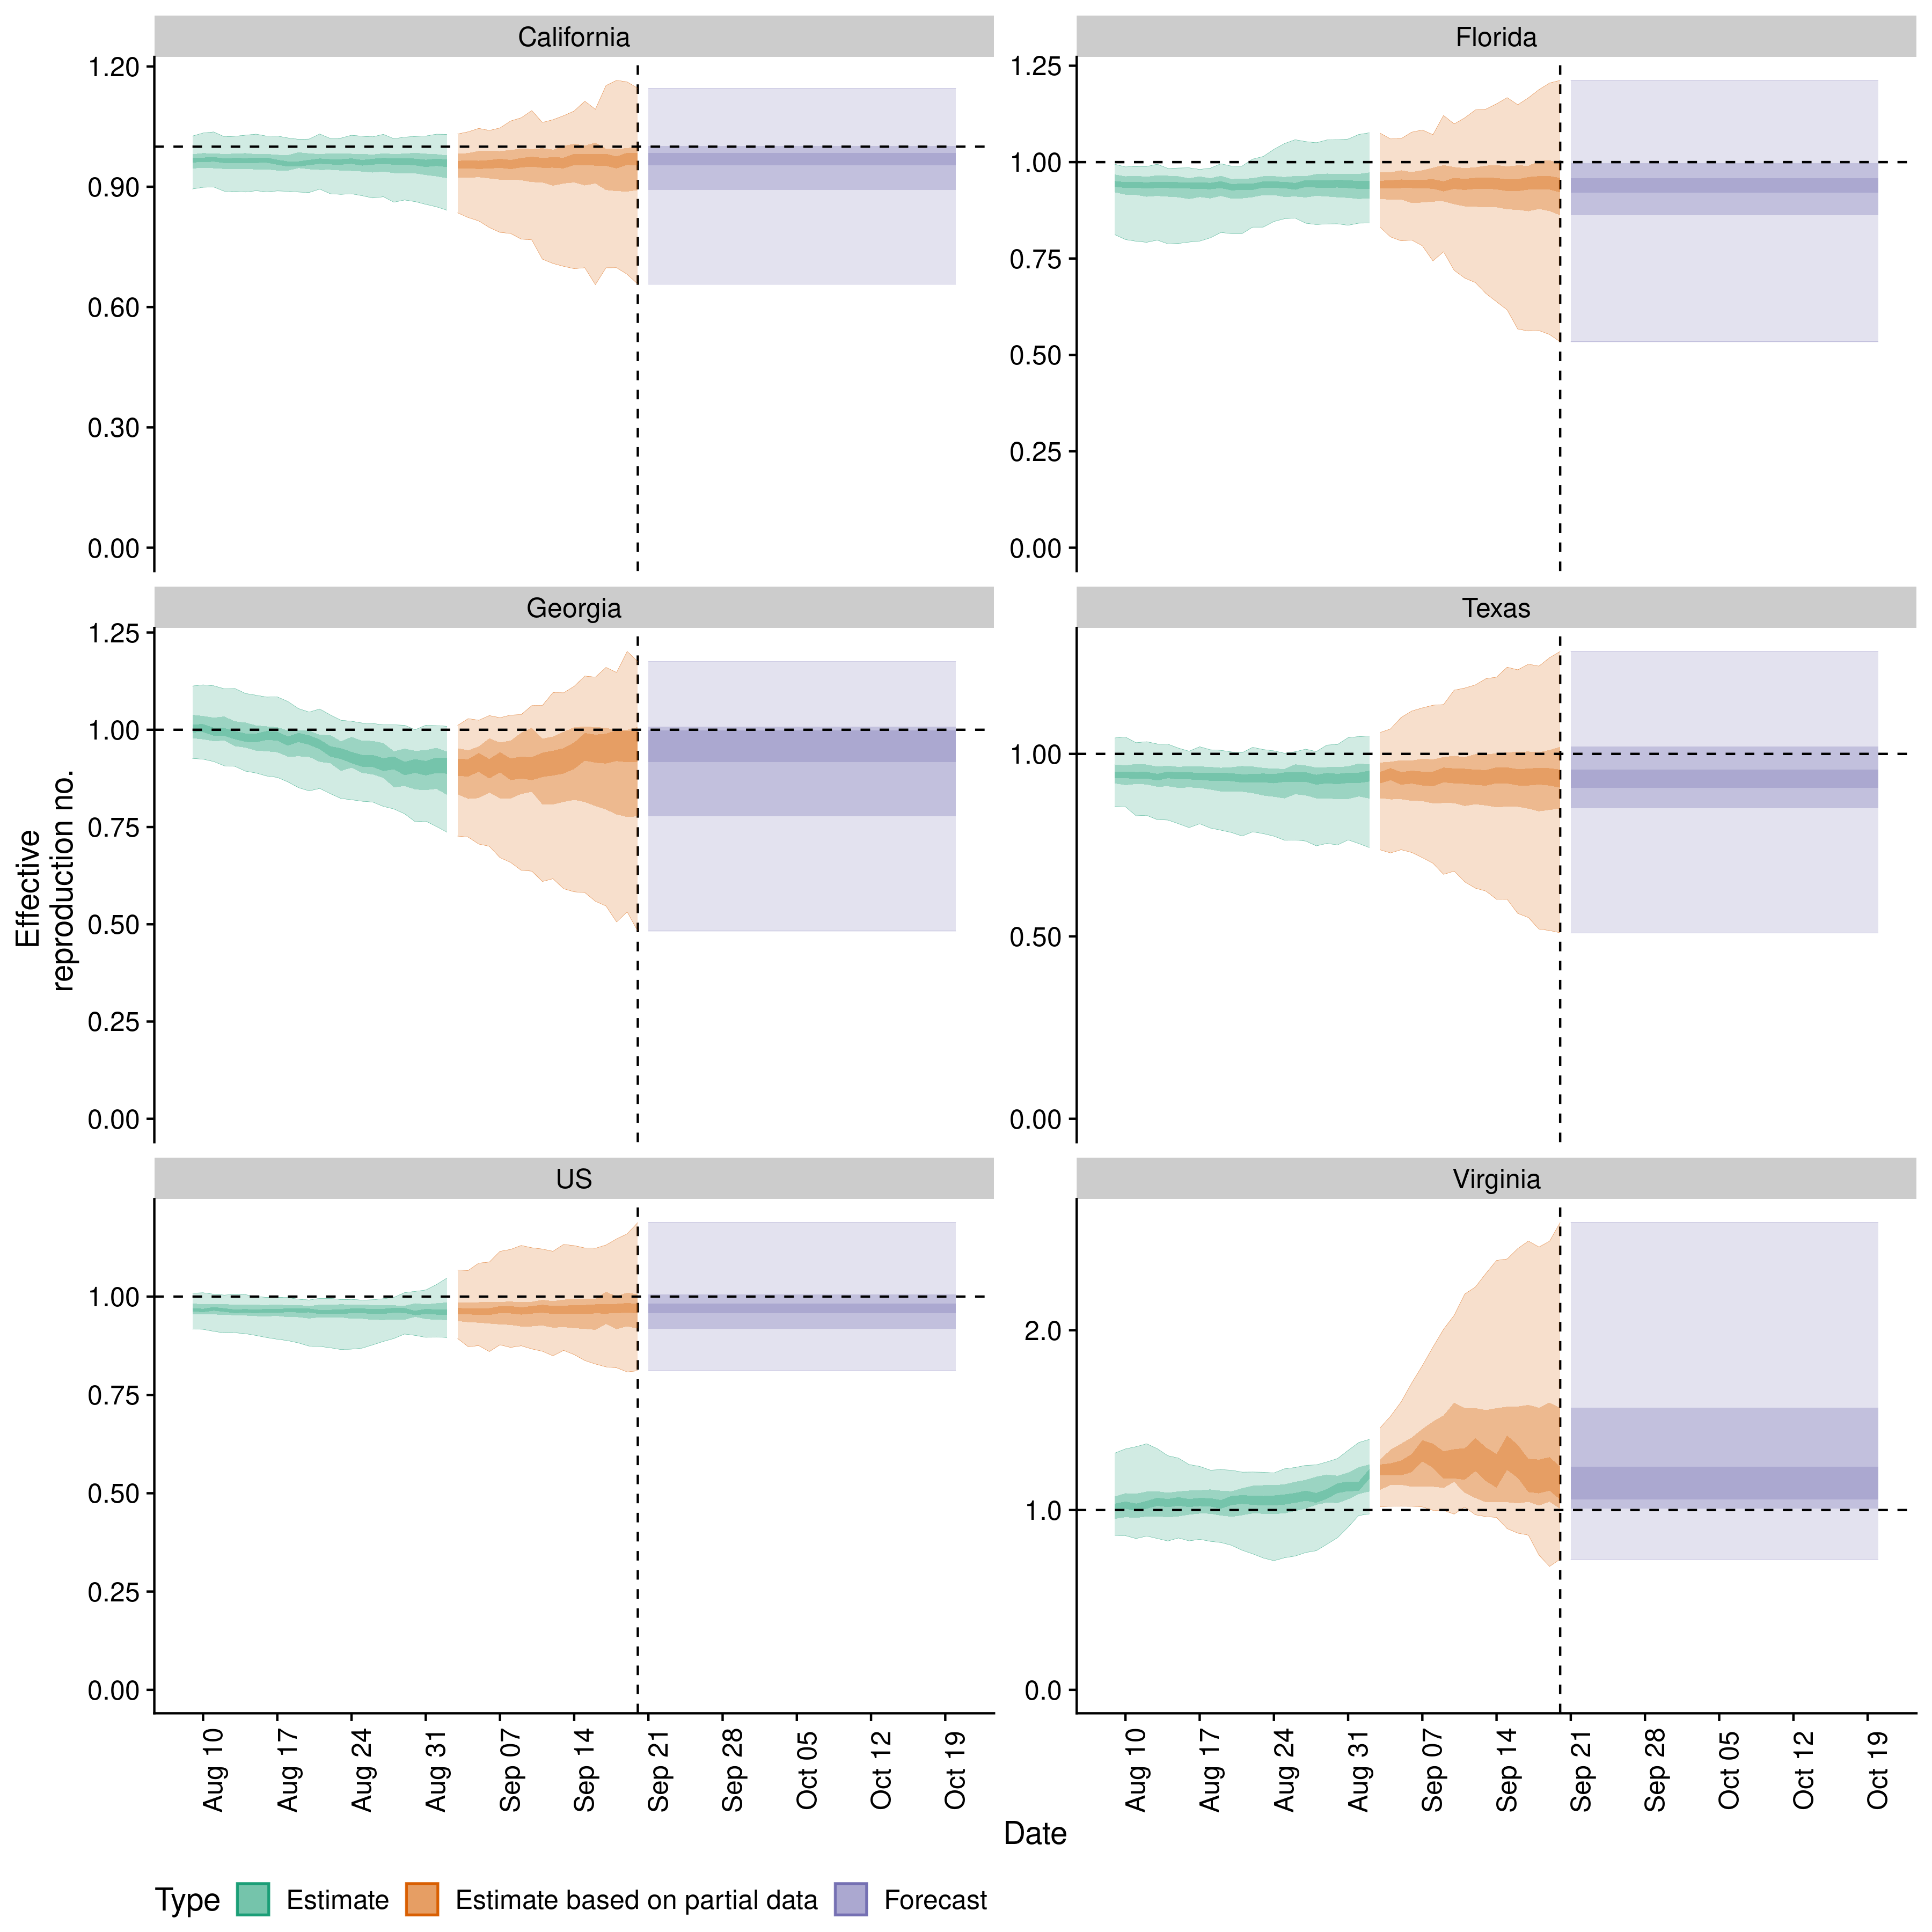 California
Florida
1.20
0.90
0.60
0.30
0.00
1.25
1.00
0.75
0.50
0.25
0.00
Georgia
Texas
1.25
1.00
0.75
0.50
0.25
0.00
1.00
0.50
0.00
US
Virginia
1.00
0.75
0.50
0.25
0.00
2.0
1.0
0.0
Effective
reproduction no.
Aug 10
Aug 17
Aug 24
Aug 31
Sep 07
Sep 14
Sep 21
Sep 28
Oct 05
Oct 12
Oct 19
Aug 10
Aug 17
Aug 24
Aug 31
Sep 07
Sep 14
Sep 21
Sep 28
Oct 05
Oct 12
Oct 19
Date
Type Estimate Estimate based on partial data Forecast